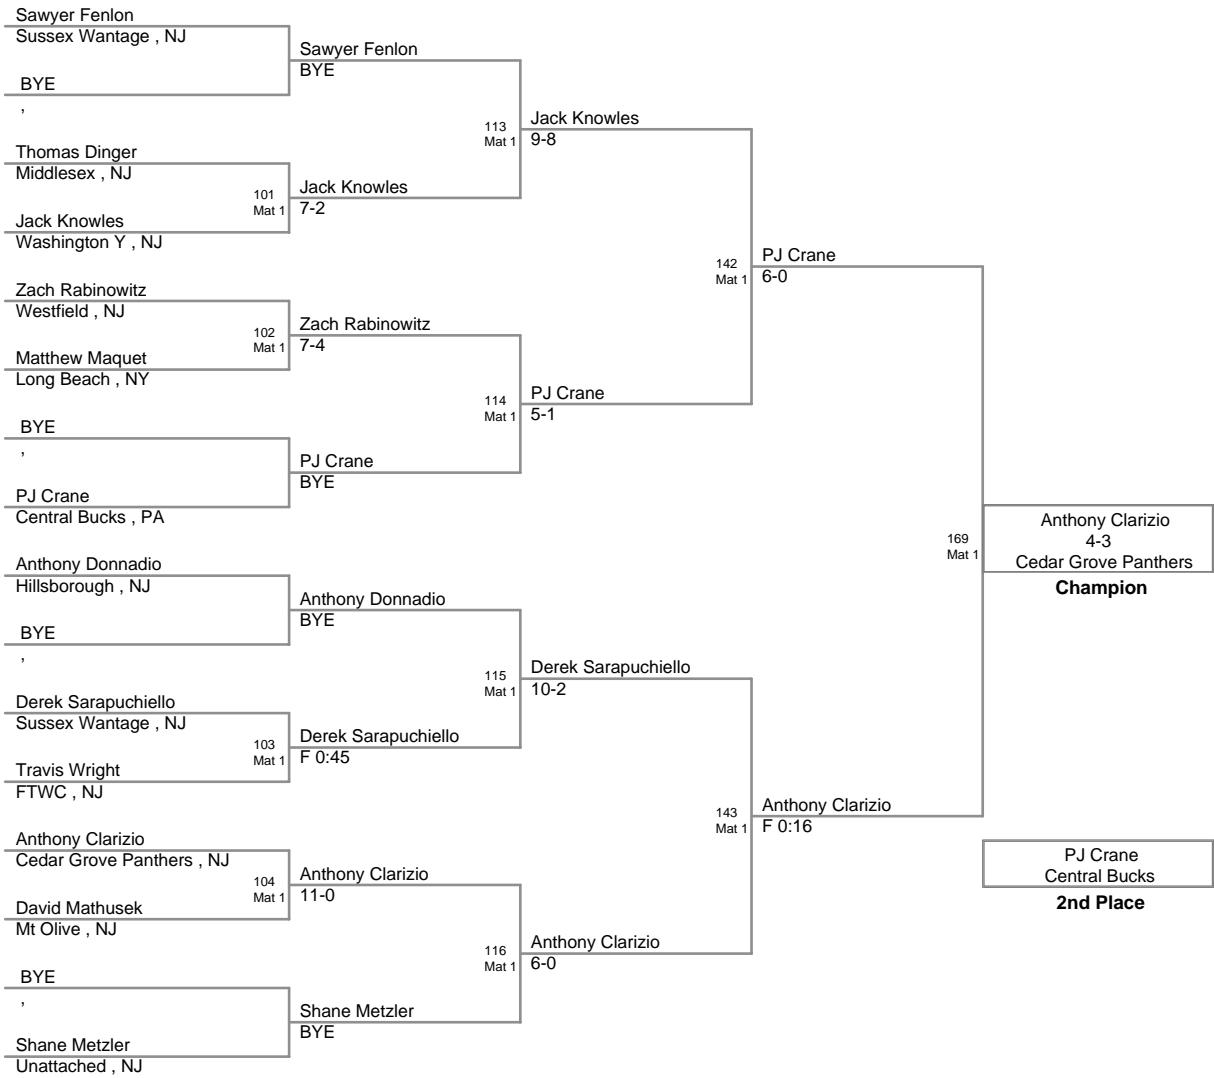 Sawyer Fenlon
Sussex Wantage , NJ
BYE
,
Thomas Dinger
Middlesex , NJ
Jack Knowles
Washington Y , NJ
Zach Rabinowitz
Westfield , NJ
Matthew Maquet
Long Beach , NY
BYE
,
PJ Crane
Central Bucks , PA
Anthony Donnadio
Hillsborough , NJ
BYE
,
Derek Sarapuchiello
Sussex Wantage , NJ
Travis Wright
FTWC , NJ
Anthony Clarizio
Cedar Grove Panthers , NJ
David Mathusek
Mt Olive , NJ
BYE
,
Shane Metzler
Unattached , NJ
101
Mat 1
102
Mat 1
103
Mat 1
104
Mat 1
Sawyer Fenlon
BYE
Jack Knowles
7-2
Zach Rabinowitz
7-4
PJ Crane
BYE
Anthony Donnadio
BYE
Derek Sarapuchiello
F 0:45
Anthony Clarizio
11-0
Shane Metzler
BYE
113
Mat 1
114
Mat 1
115
Mat 1
116
Mat 1
Jack Knowles
9-8
PJ Crane
5-1
Derek Sarapuchiello
10-2
Anthony Clarizio
6-0
142
Mat 1
143
Mat 1
PJ Crane
6-0
Anthony Clarizio
F 0:16
169
Mat 1
Anthony Clarizio
4-3
Cedar Grove Panthers
Champion
PJ Crane
Central Bucks
2nd Place